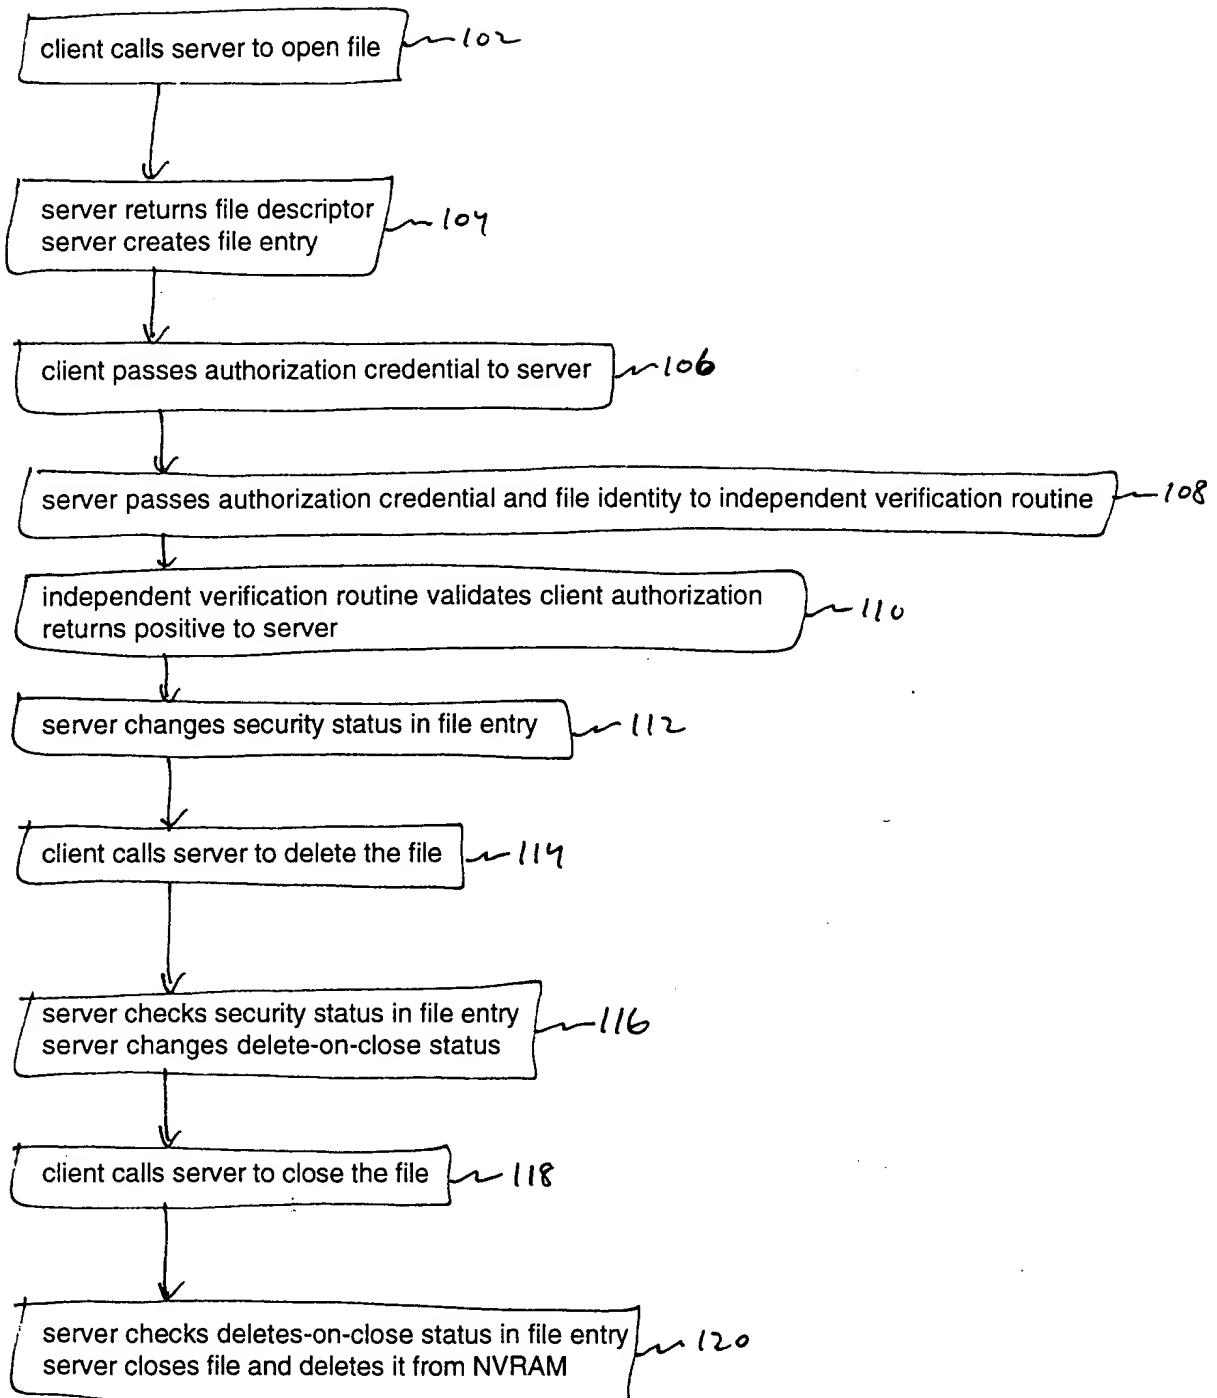 client calls server to open file
102
server returns file descriptor
server creates file entry
104
client passes authorization credential to server
106
server passes authorization credential and file identity to independent verification routine
108
independent verification routine validates client authorization
returns positive to server
110
server changes security status in file entry
112
client calls server to delete the file
114
server checks security status in file entry
server changes delete-on-close status
116
client calls server to close the file
118
server checks deletes-on-close status in file entry
server closes file and deletes it from NVRAM
120